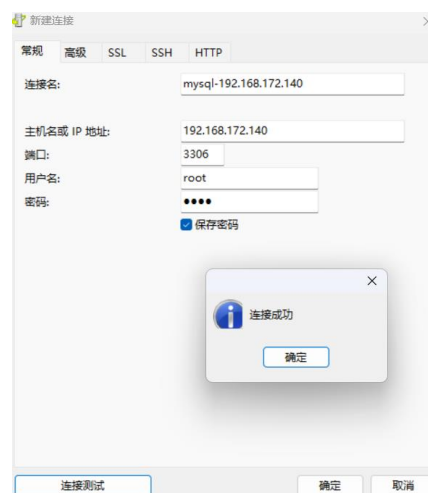 新建连接
常规 高级 SSL SSH HTTP
连接名: mysql-192.168.172.140
主机名或 IP 地址: 192.168.172.140
端口: 3306
用户名: root
密码: ●●●●
保存密码
连接成功
确定
连接测试 确定 取消